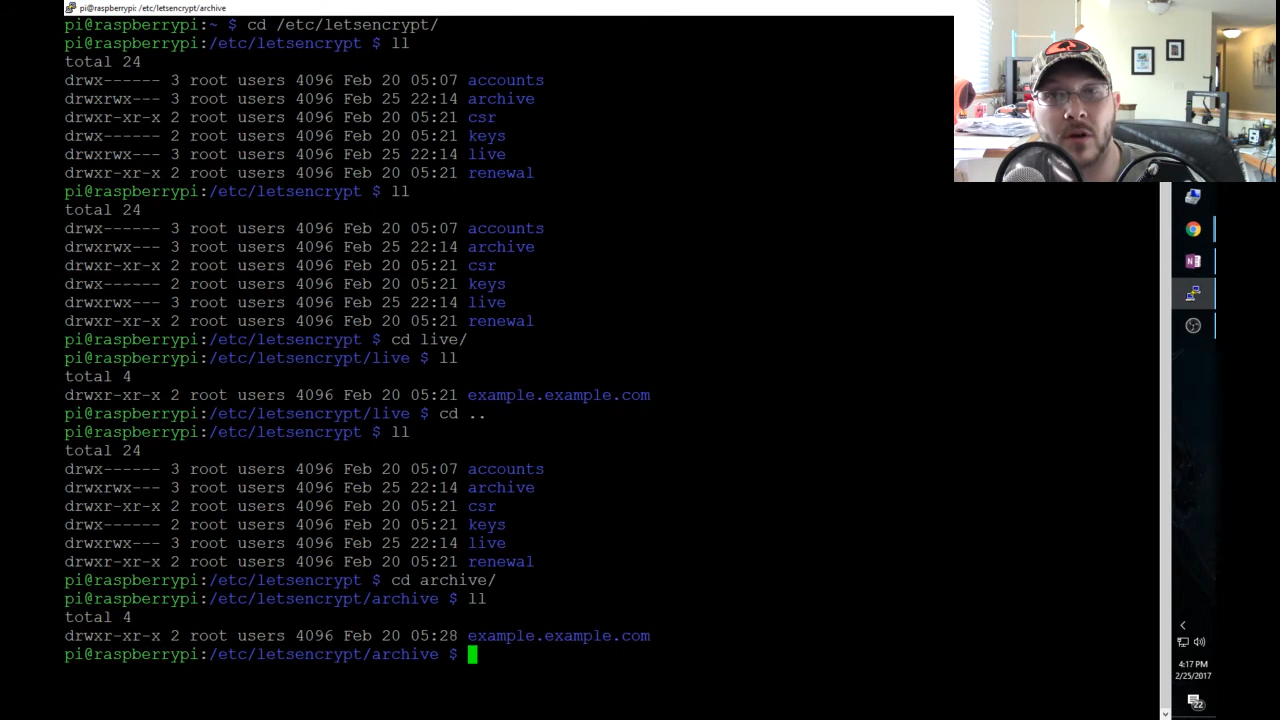 pi@raspberrypi: /etc/letsencrypt/archive
pi@raspberrypi:~ $ cd /etc/letsencrypt/
pi@raspberrypi:/etc/letsencrypt $ ll
total 24
drwx------ 3 root users 4096 Feb 20 05:07 accounts
drwxrwx--- 3 root users 4096 Feb 25 22:14 archive
drwxr-xr-x 2 root users 4096 Feb 20 05:21 csr
drwx------ 2 root users 4096 Feb 20 05:21 keys
drwxrwx--- 3 root users 4096 Feb 25 22:14 live
drwxr-xr-x 2 root users 4096 Feb 20 05:21 renewal
pi@raspberrypi:/etc/letsencrypt $ ll
total 24
drwx------ 3 root users 4096 Feb 20 05:07 accounts
drwxrwx--- 3 root users 4096 Feb 25 22:14 archive
drwxr-xr-x 2 root users 4096 Feb 20 05:21 csr
drwx------ 2 root users 4096 Feb 20 05:21 keys
drwxrwx--- 3 root users 4096 Feb 25 22:14 live
drwxr-xr-x 2 root users 4096 Feb 20 05:21 renewal
pi@raspberrypi:/etc/letsencrypt $ cd live/
pi@raspberrypi:/etc/letsencrypt/live $ ll
total 4
drwxr-xr-x 2 root users 4096 Feb 20 05:21 example.example.com
pi@raspberrypi:/etc/letsencrypt/live $ cd ..
pi@raspberrypi:/etc/letsencrypt $ ll
total 24
drwx------ 3 root users 4096 Feb 20 05:07 accounts
drwxrwx--- 3 root users 4096 Feb 25 22:14 archive
drwxr-xr-x 2 root users 4096 Feb 20 05:21 csr
drwx------ 2 root users 4096 Feb 20 05:21 keys
drwxrwx--- 3 root users 4096 Feb 25 22:14 live
drwxr-xr-x 2 root users 4096 Feb 20 05:21 renewal
pi@raspberrypi:/etc/letsencrypt $ cd archive/
pi@raspberrypi:/etc/letsencrypt/archive $ ll
total 4
drwxr-xr-x 2 root users 4096 Feb 20 05:28 example.example.com
pi@raspberrypi:/etc/letsencrypt/archive $
4:17 PM
2/25/2017
22